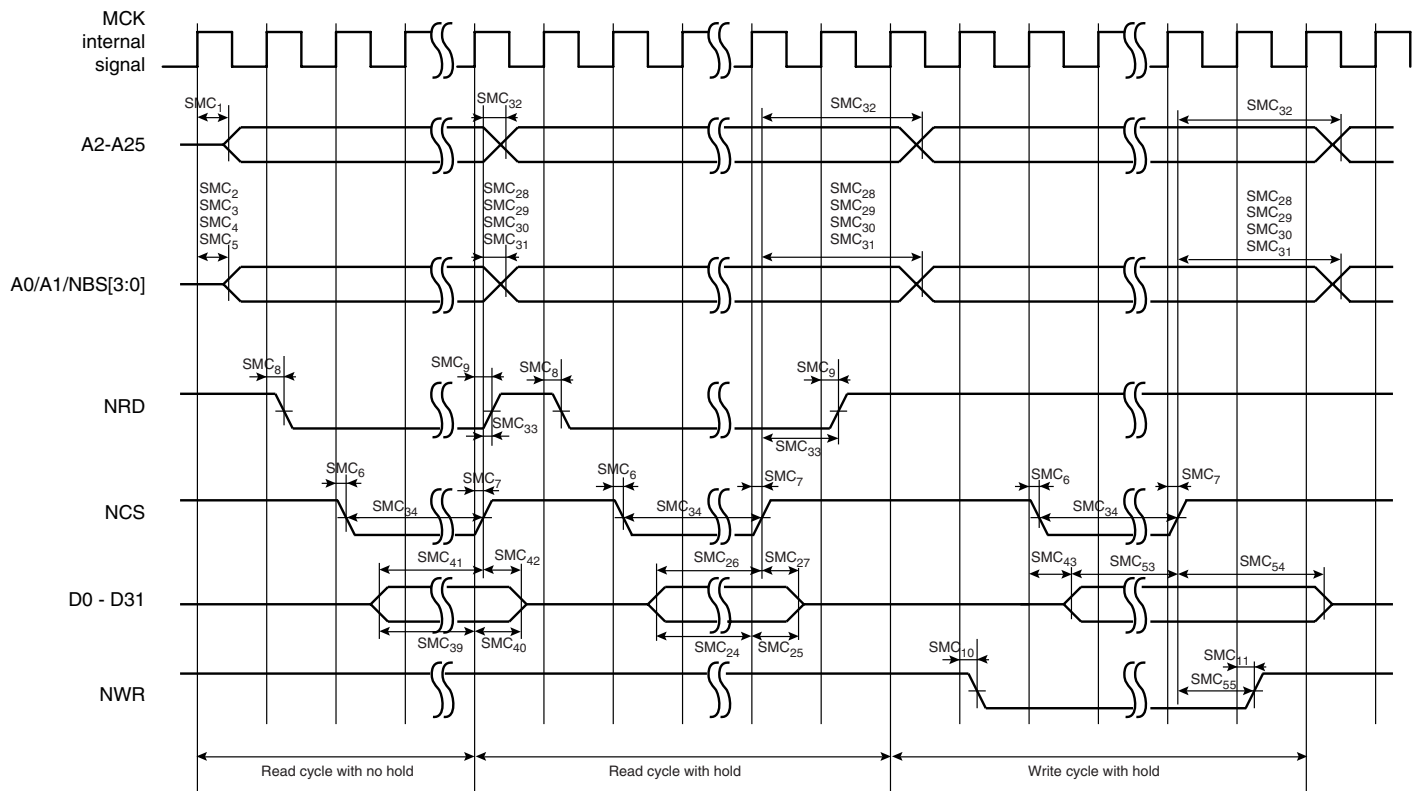 MCK
internal
signal
SMC1 SMC32 SMC32 SMC32
A2-A25
SMC2
SMC3
SMC4
SMC5
SMC28
SMC29
SMC30
SMC31
SMC28
SMC29
SMC30
SMC31
SMC28
SMC29
SMC30
SMC31
A0/A1/NBS[3:0]
SMC8 SMC9 SMC8 SMC9
NRD
SMC33 SMC33
SMC6 SMC7 SMC6 SMC7 SMC6 SMC7
NCS SMC34 SMC34 SMC34
SMC41 SMC42 SMC26 SMC27 SMC43 SMC53 SMC54
D0 - D31
SMC39 SMC40 SMC24 SMC25 SMC10 SMC11
NWR SMC55
Read cycle with no hold Read cycle with hold Write cycle with hold